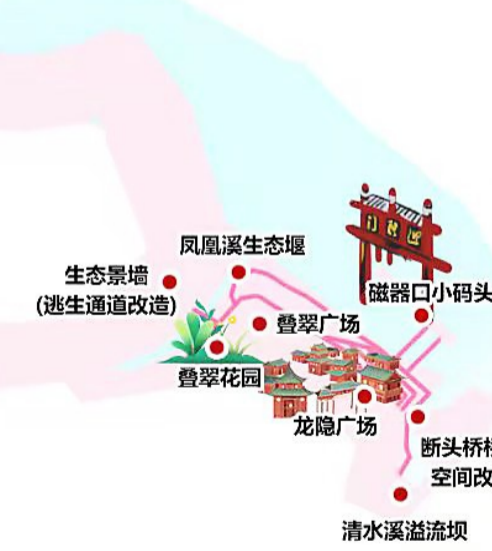 凤凰溪生态堰
生态景墙
(逃生通道改造)
磁器口小码头
叠翠广场
叠翠花园
龙隐广场
断头桥桥
空间改
清水溪溢流坝